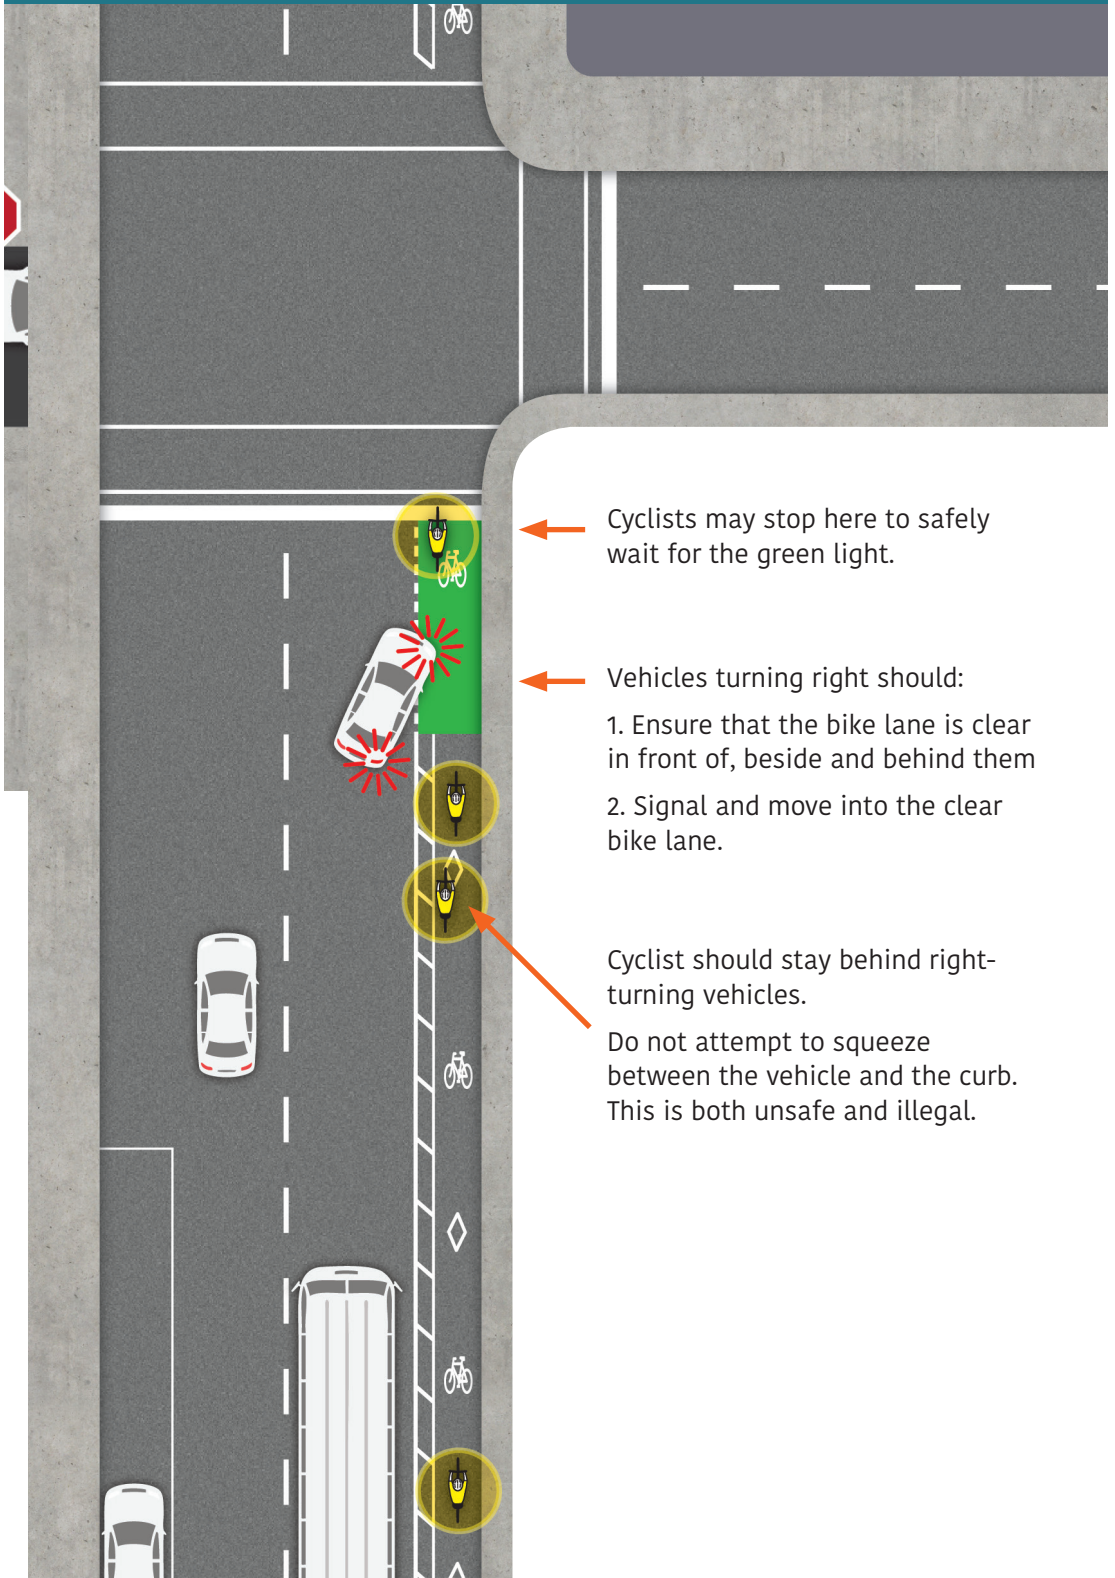 Cyclists may stop here to safely
wait for the green light.
Vehicles turning right should:
1. Ensure that the bike lane is clear
in front of, beside and behind them
2. Signal and move into the clear
bike lane.
Cyclist should stay behind right-
turning vehicles.
Do not attempt to squeeze
between the vehicle and the curb.
This is both unsafe and illegal.